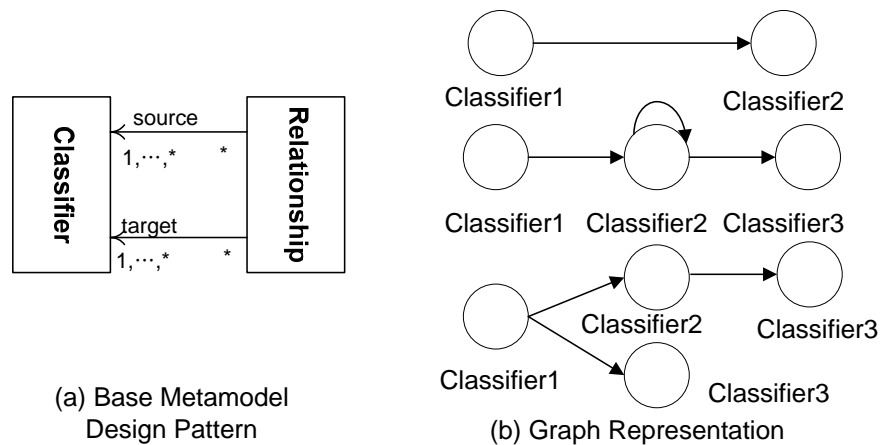 Classifier
Relationship
source
1,···,*
*
target
1,···,*
*
(a) Base Metamodel
Design Pattern
Classifier1
Classifier2
Classifier1
Classifier2
Classifier3
Classifier1
Classifier2
Classifier3
Classifier3
(b) Graph Representation